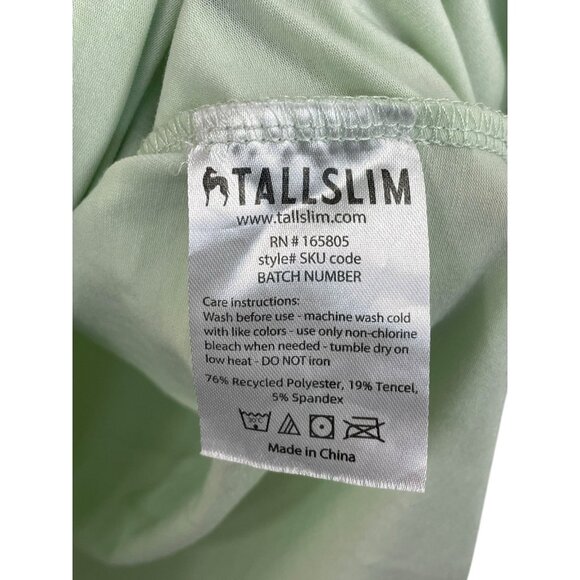 TALLSLIM
www.tallslim.com
RN # 165805
style# SKU code
BATCH NUMBER
Care instructions:
Wash before use - machine wash cold
with like colors - use only non-chlorine
bleach when needed - tumble dry on
low heat - DO NOT iron
76% Recycled Polyester, 19% Tencel,
5% Spandex
Made in China